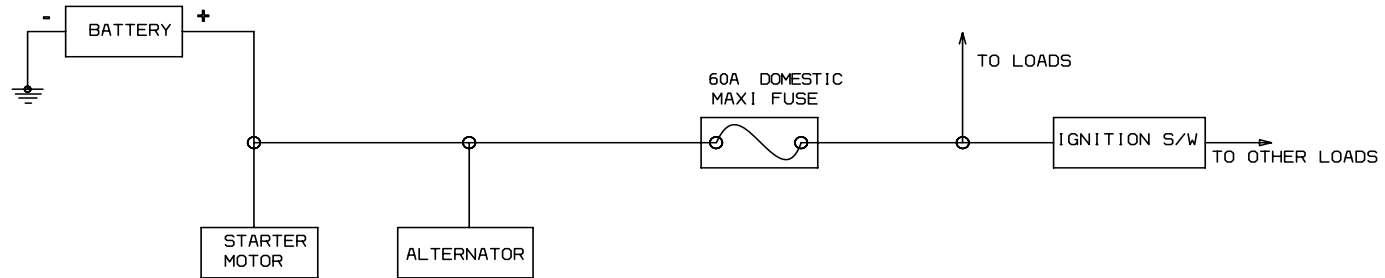 - BATTERY +
60A DOMESTIC
MAXI FUSE
TO LOADS
IGNITION S/W
TO OTHER LOADS
STARTER
MOTOR
ALTERNATOR